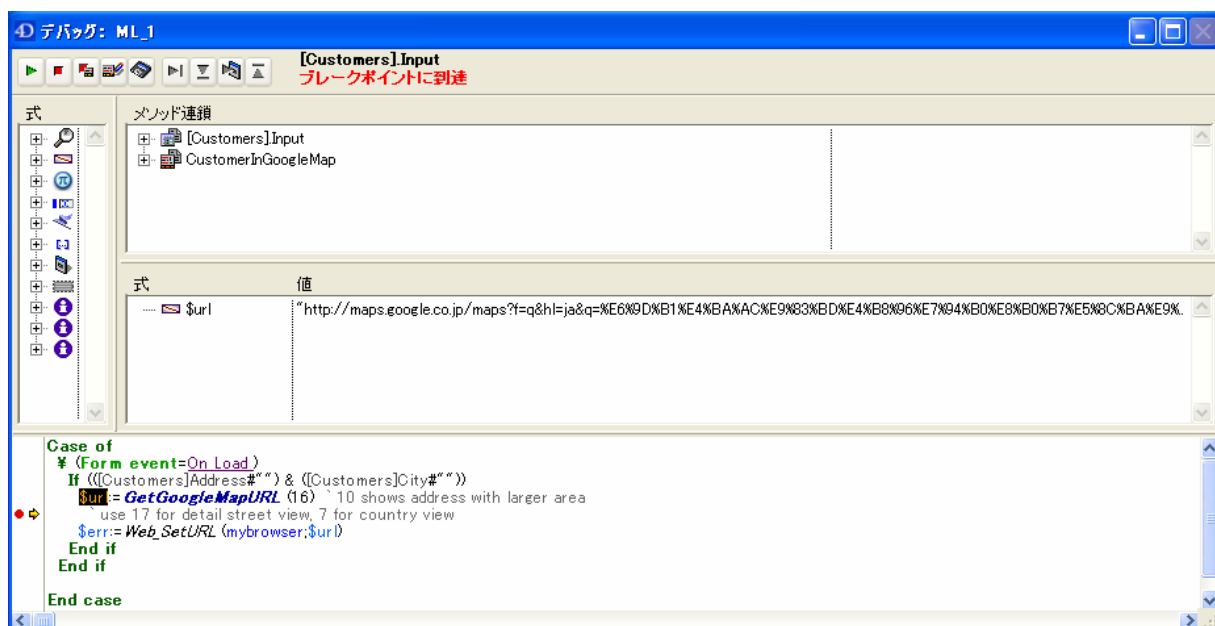 4D デバッグ: ML_1
[Customers].Input
ブレークポイントに到達
式
メソッド連鎖
[Customers].Input
CustomerInGoogleMap
式 値
$url "http://maps.google.co.jp/maps?f=q&hl=ja&q=%E6%9D%B1%E4%BA%AC%E9%83%BD%E4%B8%96%E7%94%B0%E8%B0%B7%E5%8C%BA%E9%.
Case of
¥ (Form event=On Load )
If (([Customers]Address#"") & ([Customers]City#""))
$url:= GetGoogleMapURL (16) ` 10 shows address with larger area
` use 17 for detail street view, 7 for country view
$err:= Web_SetURL (mybrowser;$url)
End if
End if
End case